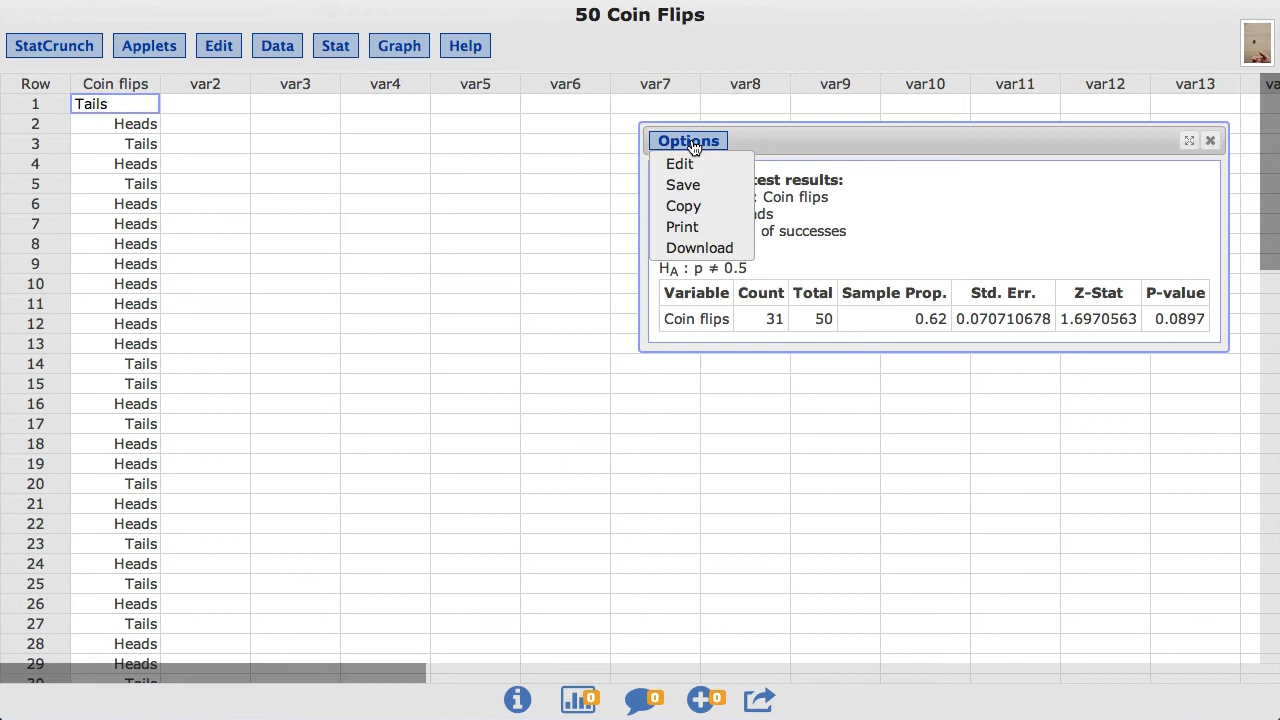 50 Coin Flips
StatCrunch Applets Edit Data Stat Graph Help
Row Coin flips var2 var3 var4 var5 var6 var7 var8 var9 var10 var11 var12 var13
1 Tails
2 Heads
3 Tails
4 Heads
5 Tails
6 Heads
7 Heads
8 Heads
9 Heads
10 Heads
11 Heads
12 Heads
13 Heads
14 Tails
15 Tails
16 Heads
17 Tails
18 Heads
19 Heads
20 Tails
21 Heads
22 Heads
23 Tails
24 Heads
25 Tails
26 Heads
27 Tails
28 Heads
29 Heads
Options
Edit
Save
Copy
Print
Download
test results:
: Coin flips
of successes
HA : p ≠ 0.5
Variable Count Total Sample Prop. Std. Err. Z-Stat P-value
Coin flips 31 50 0.62 0.070710678 1.6970563 0.0897
0 0 0